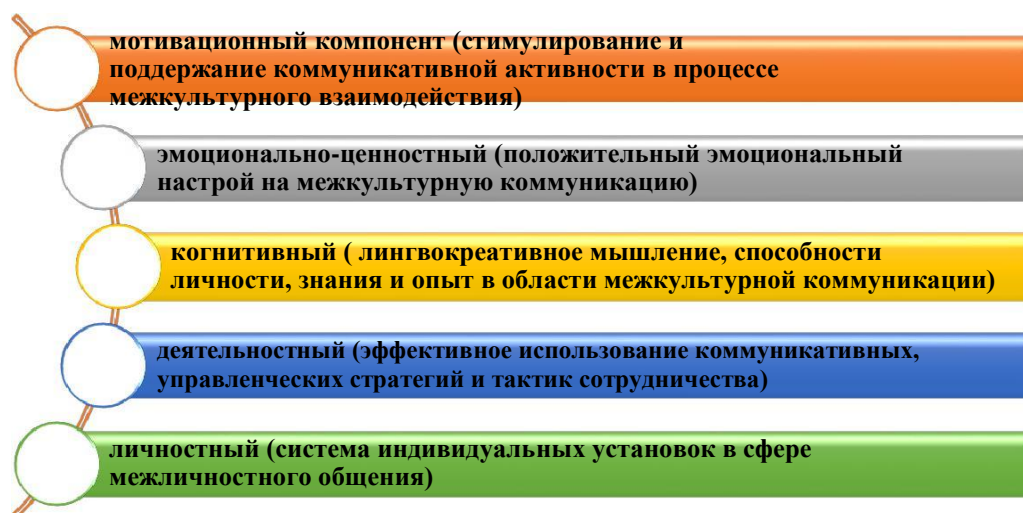 мотивационный компонент (стимулирование и
поддержание коммуникативной активности в процессе
межкультурного взаимодействия)
эмоционально-ценностный (положительный эмоциональный
настрой на межкультурную коммуникацию)
когнитивный ( лингвокреативное мышление, способности
личности, знания и опыт в области межкультурной коммуникации)
деятельностный (эффективное использование коммуникативных,
управленческих стратегий и тактик сотрудничества)
личностный (система индивидуальных установок в сфере
межличностного общения)